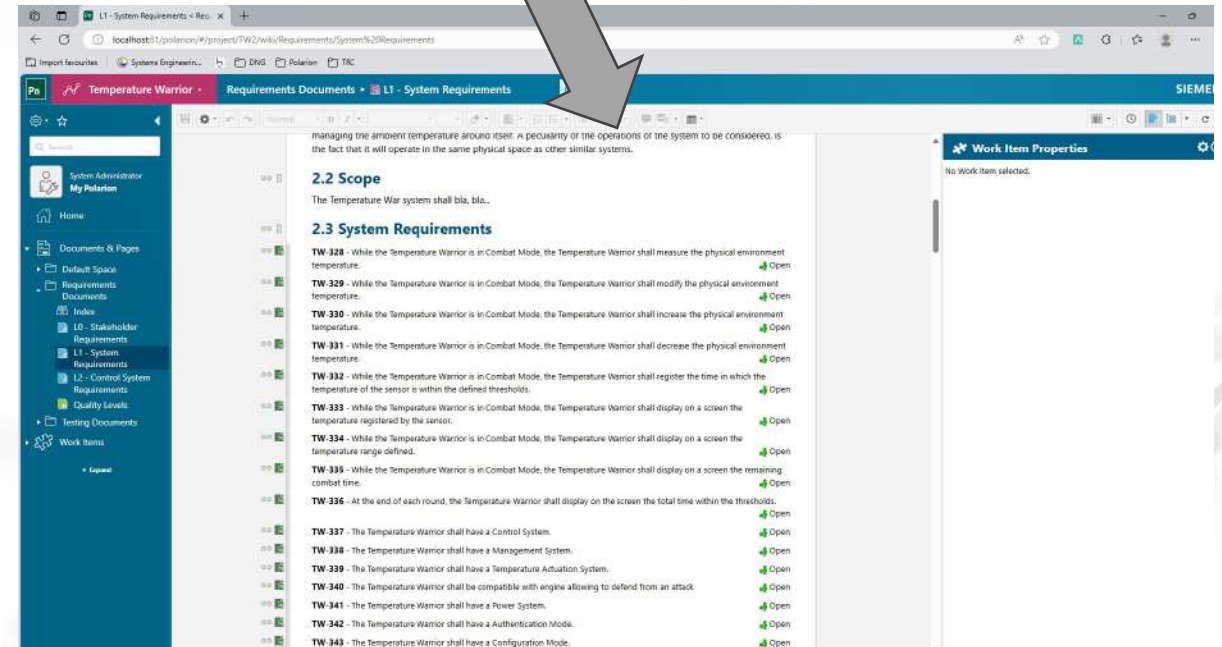 L1 - System Requirements < Req
localhost:81/polarion/#/project/TW2/wiki/Requirements/System%20Requirements
Import favourites
Systems Engineerin...
DNG
Polarion
TRC
Pn
Temperature Warrior
Requirements Documents
L1 - System Requirements
SIEME
managing the ambient temperature around itself. A peculiarity of the operations of the system to be considered, is
the fact that it will operate in the same physical space as other similar systems.
Work Item Properties
No Work Item selected.
Search
System Administrator
My Polarion
Home
Documents & Pages
Default Space
Requirements
Documents
Index
L0 - Stakeholder
Requirements
L1 - System
Requirements
L2 - Control System
Requirements
Quality Levels
Testing Documents
Work Items
Expand
2.2 Scope
The Temperature War system shall bla, bla..
2.3 System Requirements
TW-328 - While the Temperature Warrior is in Combat Mode, the Temperature Warrior shall measure the physical environment
temperature.
Open
TW-329 - While the Temperature Warrior is in Combat Mode, the Temperature Warrior shall modify the physical environment
temperature.
Open
TW-330 - While the Temperature Warrior is in Combat Mode, the Temperature Warrior shall increase the physical environment
temperature.
Open
TW-331 - While the Temperature Warrior is in Combat Mode, the Temperature Warrior shall decrease the physical environment
temperature.
Open
TW-332 - While the Temperature Warrior is in Combat Mode, the Temperature Warrior shall register the time in which the
temperature of the sensor is within the defined thresholds.
Open
TW-333 - While the Temperature Warrior is in Combat Mode, the Temperature Warrior shall display on a screen the
temperature registered by the sensor.
Open
TW-334 - While the Temperature Warrior is in Combat Mode, the Temperature Warrior shall display on a screen the
temperature range defined.
Open
TW-335 - While the Temperature Warrior is in Combat Mode, the Temperature Warrior shall display on a screen the remaining
combat time.
Open
TW-336 - At the end of each round, the Temperature Warrior shall display on the screen the total time within the thresholds.
Open
TW-337 - The Temperature Warrior shall have a Control System.
Open
TW-338 - The Temperature Warrior shall have a Management System.
Open
TW-339 - The Temperature Warrior shall have a Temperature Actuation System.
Open
TW-340 - The Temperature Warrior shall be compatible with engine allowing to defend from an attack
Open
TW-341 - The Temperature Warrior shall have a Power System.
Open
TW-342 - The Temperature Warrior shall have a Authentication Mode.
Open
TW-343 - The Temperature Warrior shall have a Configuration Mode.
Open